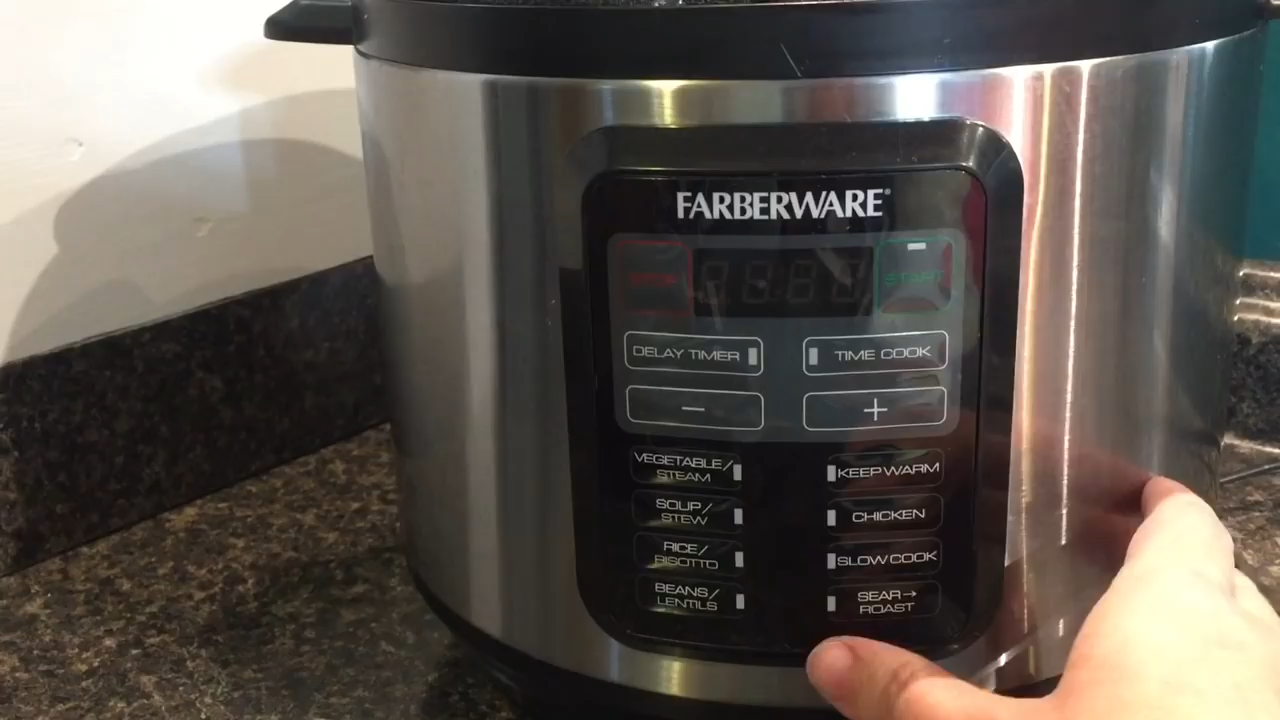 FARBERWARE®
START
DELAY TIMER
TIME COOK
−
+
VEGETABLE/
STEAM
KEEP WARM
SOUP/
STEW
CHICKEN
RICE/
RISOTTO
SLOW COOK
BEANS/
LENTILS
SEAR→
ROAST